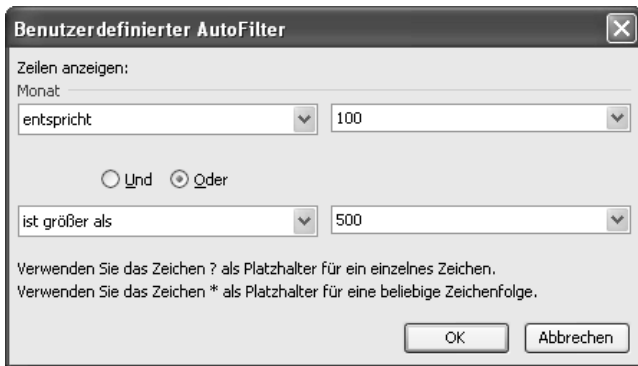 Benutzerdefinierter AutoFilter
Zeilen anzeigen:
Monat
entspricht 100
Und Oder
ist größer als 500
Verwenden Sie das Zeichen ? als Platzhalter für ein einzelnes Zeichen.
Verwenden Sie das Zeichen * als Platzhalter für eine beliebige Zeichenfolge.
OK Abbrechen